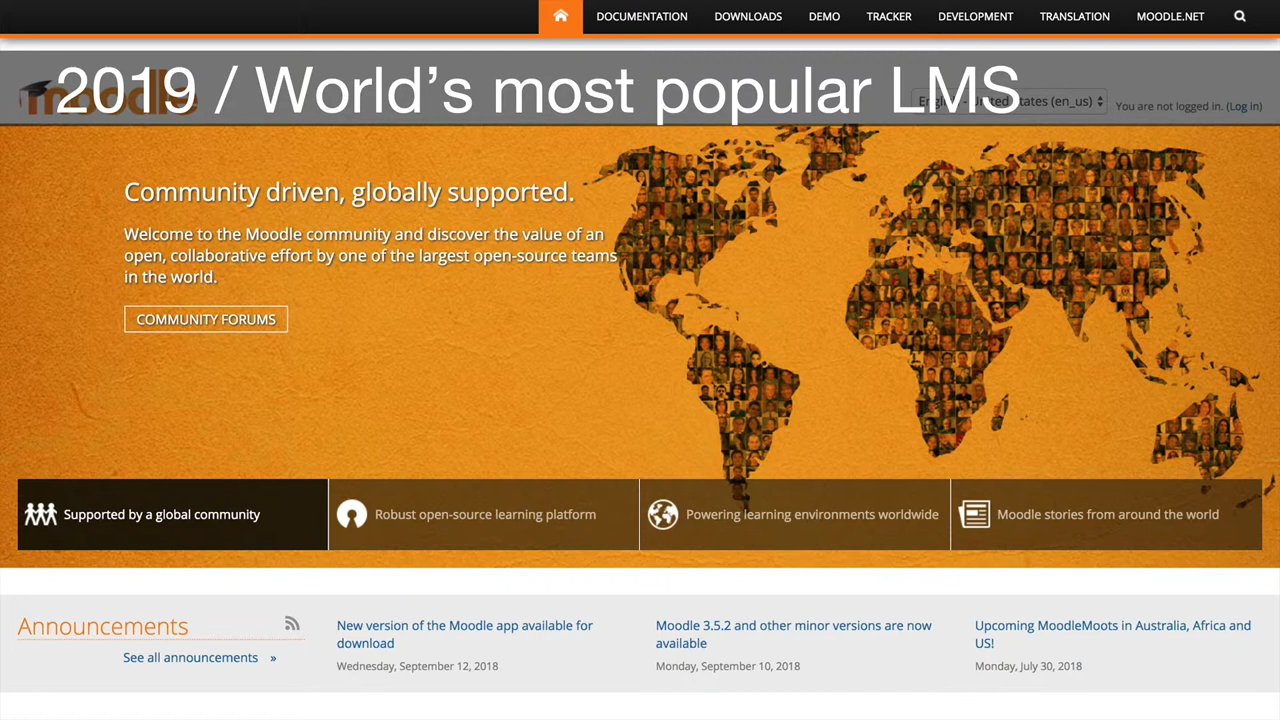 DOCUMENTATION DOWNLOADS DEMO TRACKER DEVELOPMENT TRANSLATION MOODLE.NET
2019 / World’s most popular LMS
moodle
English - United States (en_us)
You are not logged in. (Log in)
Community driven, globally supported.
Welcome to the Moodle community and discover the value of an
open, collaborative effort by one of the largest open-source teams
in the world.
COMMUNITY FORUMS
Supported by a global community
Robust open-source learning platform
Powering learning environments worldwide
Moodle stories from around the world
Announcements
See all announcements »
New version of the Moodle app available for
download
Wednesday, September 12, 2018
Moodle 3.5.2 and other minor versions are now
available
Monday, September 10, 2018
Upcoming MoodleMoots in Australia, Africa and
US!
Monday, July 30, 2018